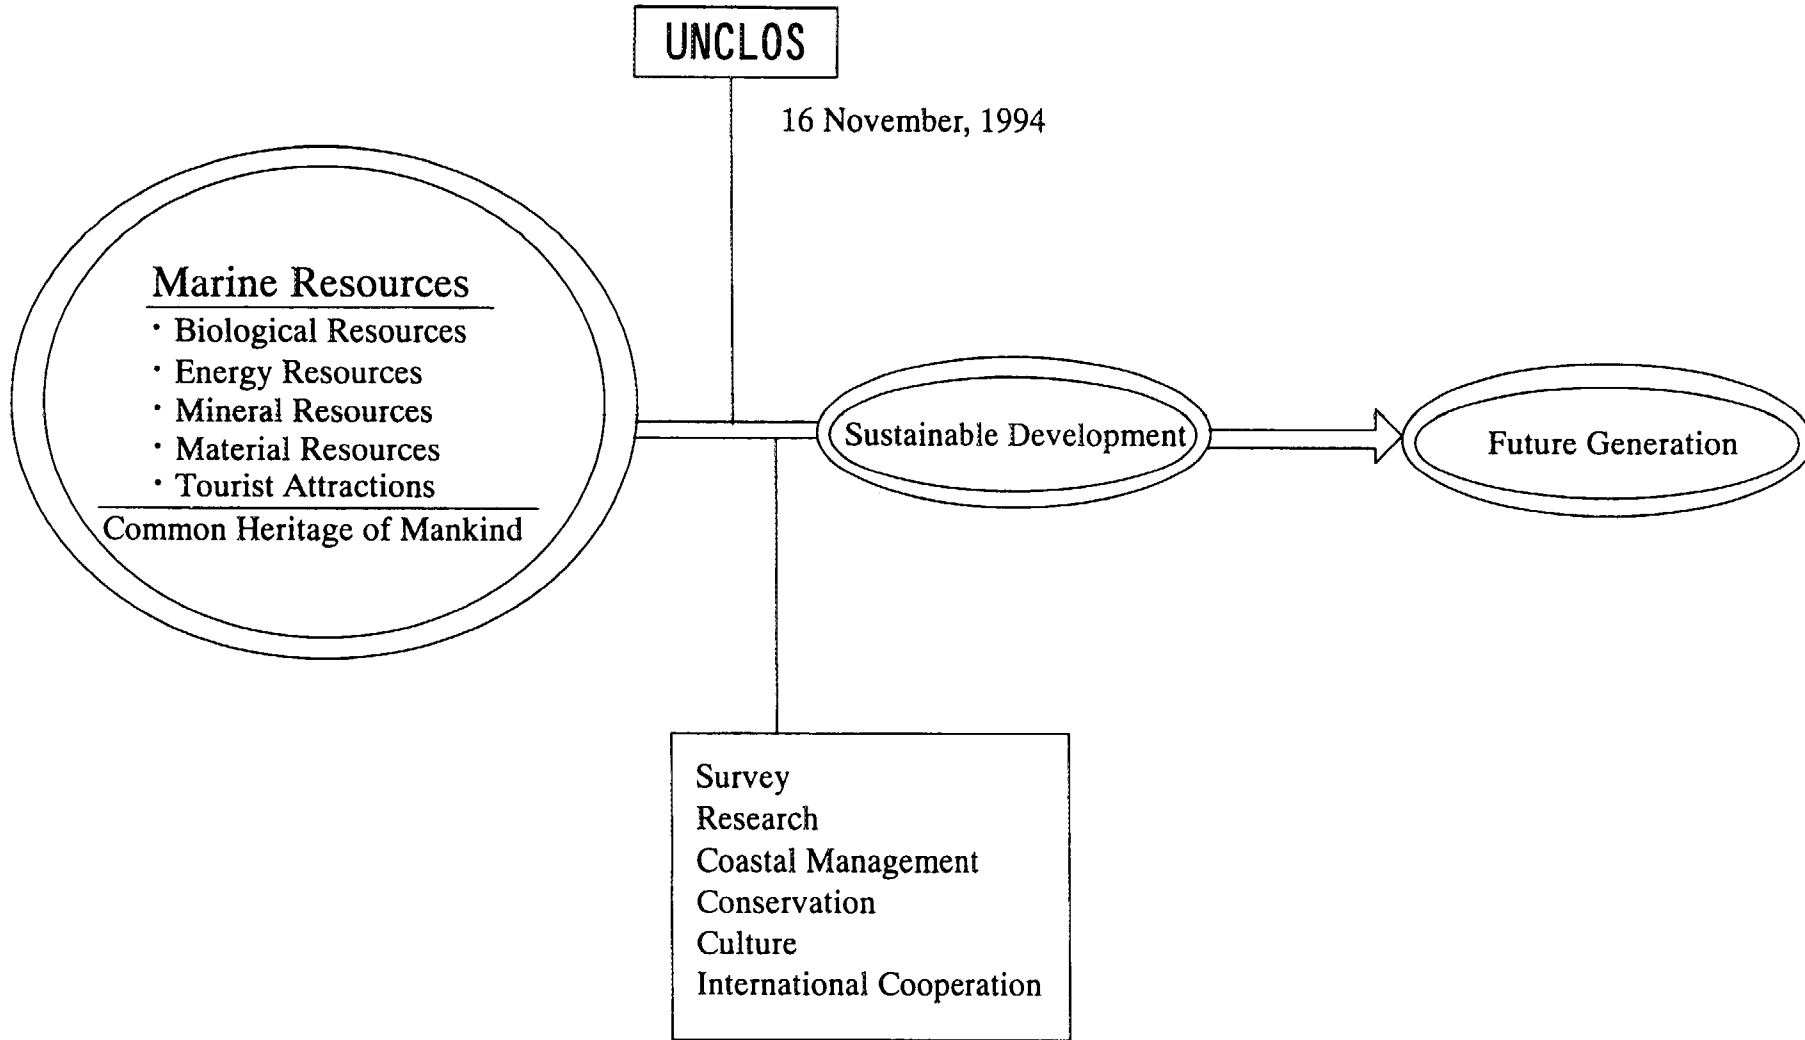 UNCLOS
16 November, 1994
Marine Resources
・Biological Resources
・Energy Resources
・Mineral Resources
・Material Resources
・Tourist Attractions
Common Heritage of Mankind
Sustainable Development
Future Generation
Survey
Research
Coastal Management
Conservation
Culture
International Cooperation